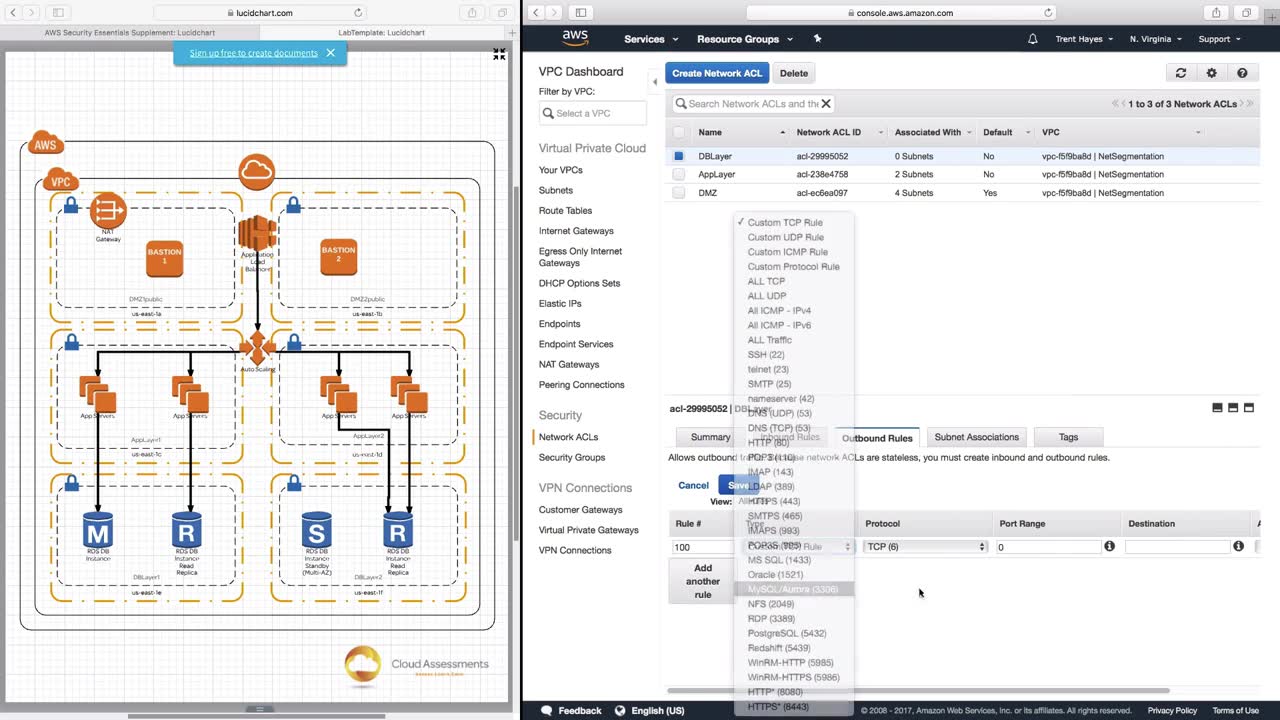 lucidchart.com
AWS Security Essentials Supplement: Lucidchart
LabTemplate: Lucidchart
Sign up free to create documents
AWS
VPC
NAT
Gateway
BASTION
1
Application
Load
Balancers
BASTION
2
DMZ1public
DMZ2public
us-east-1a
us-east-1b
Auto Scaling
App Servers
App Servers
App Servers
App Servers
AppLayer1
AppLayer2
us-east-1c
us-east-1d
M
R
S
R
RDS DB
Instance
RDS DB
Instance
Read
Replica
RDS DB
Instance
Standby
(Multi-AZ)
RDS DB
Instance
Read
Replica
DBLayer1
DBLayer2
us-east-1e
us-east-1f
Cloud Assessments
console.aws.amazon.com
aws
Services
Resource Groups
Trent Hayes
N. Virginia
Support
VPC Dashboard
Filter by VPC:
Select a VPC
Virtual Private Cloud
Your VPCs
Subnets
Route Tables
Internet Gateways
Egress Only Internet
Gateways
DHCP Options Sets
Elastic IPs
Endpoints
Endpoint Services
NAT Gateways
Peering Connections
Security
Network ACLs
Security Groups
VPN Connections
Customer Gateways
Virtual Private Gateways
VPN Connections
Create Network ACL
Delete
Search Network ACLs and the
1 to 3 of 3 Network ACLs
Name
Network ACL ID
Associated With
Default
VPC
DBLayer
acl-29995052
0 Subnets
No
vpc-f5f9ba8d | NetSegmentation
AppLayer
acl-238e4758
2 Subnets
No
vpc-f5f9ba8d | NetSegmentation
DMZ
acl-ec6ea097
4 Subnets
Yes
vpc-f5f9ba8d | NetSegmentation
Custom TCP Rule
Custom UDP Rule
Custom ICMP Rule
Custom Protocol Rule
ALL TCP
ALL UDP
All ICMP - IPv4
All ICMP - IPv6
ALL Traffic
SSH (22)
telnet (23)
SMTP (25)
nameserver (42)
DNS (UDP) (53)
DNS (TCP) (53)
HTTP (80)
POP3 (110)
IMAP (143)
LDAP (389)
HTTPS (443)
SMTPS (465)
IMAPS (993)
POP3S (995)
MS SQL (1433)
Oracle (1521)
MySQL/Aurora (3306)
NFS (2049)
RDP (3389)
PostgreSQL (5432)
Redshift (5439)
WinRM-HTTP (5985)
WinRM-HTTPS (5986)
HTTP* (8080)
HTTPS* (8443)
acl-29995052 | DBLayer
Summary
Inbound Rules
Outbound Rules
Subnet Associations
Tags
Allows outbound traffic. Because network ACLs are stateless, you must create inbound and outbound rules.
Cancel
Save
View:
Rule #
Type
Protocol
Port Range
Destination
A
100
Custom TCP Rule
TCP (6)
0
Add
another
rule
Feedback
English (US)
© 2008 - 2017, Amazon Web Services, Inc. or its affiliates. All rights reserved.
Privacy Policy
Terms of Use